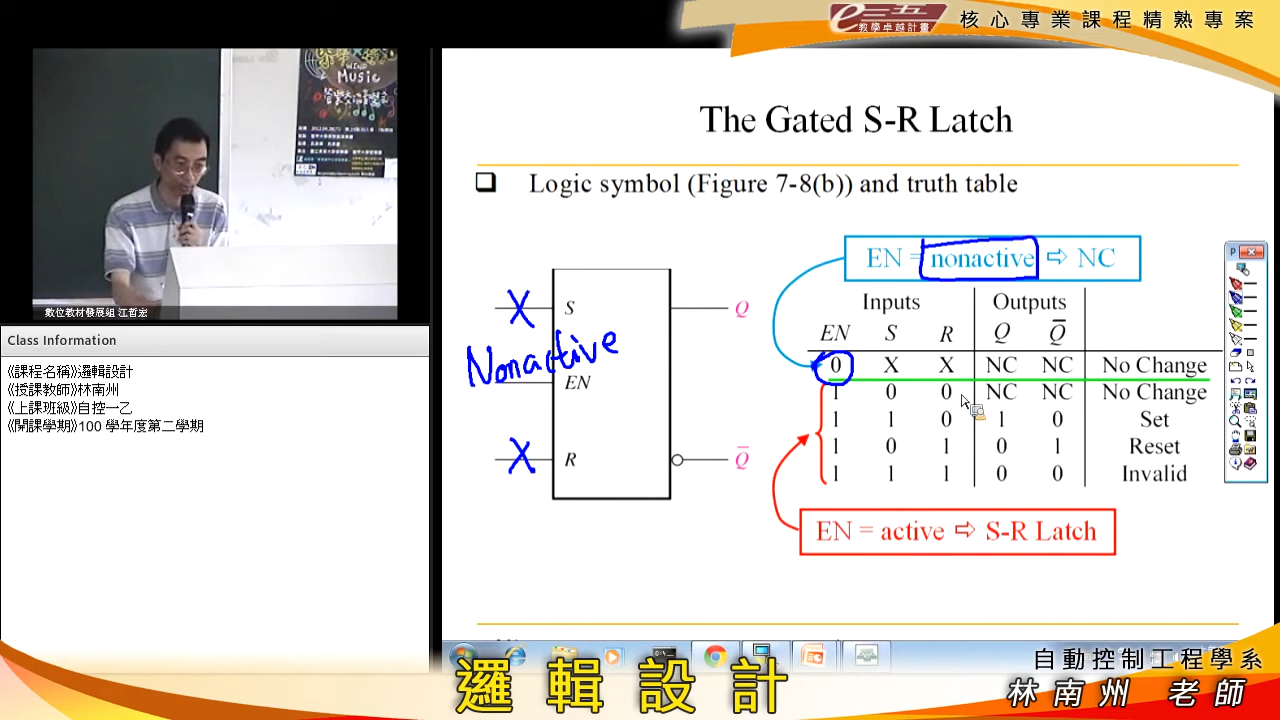 e三五
教學卓越計畫
核心專業課程精熟專案
Music
數位教材發展組 江哲宏
Class Information
《課程名稱》邏輯設計
《授課教師》林南州
《上課班級》自控一乙
《開課學期》100 學年度第二學期
The Gated S-R Latch
❑ Logic symbol (Figure 7-8(b)) and truth table
EN = nonactive ⇨ NC
X S Q
Nonactive
EN
X R Q̅
Inputs Outputs
EN S R Q Q̅
0 X X NC NC No Change
1 0 0 NC NC No Change
1 1 0 1 0 Set
1 0 1 0 1 Reset
1 1 1 0 0 Invalid
EN = active ⇨ S-R Latch
邏輯設計
自動控制工程學系
林南州 老師